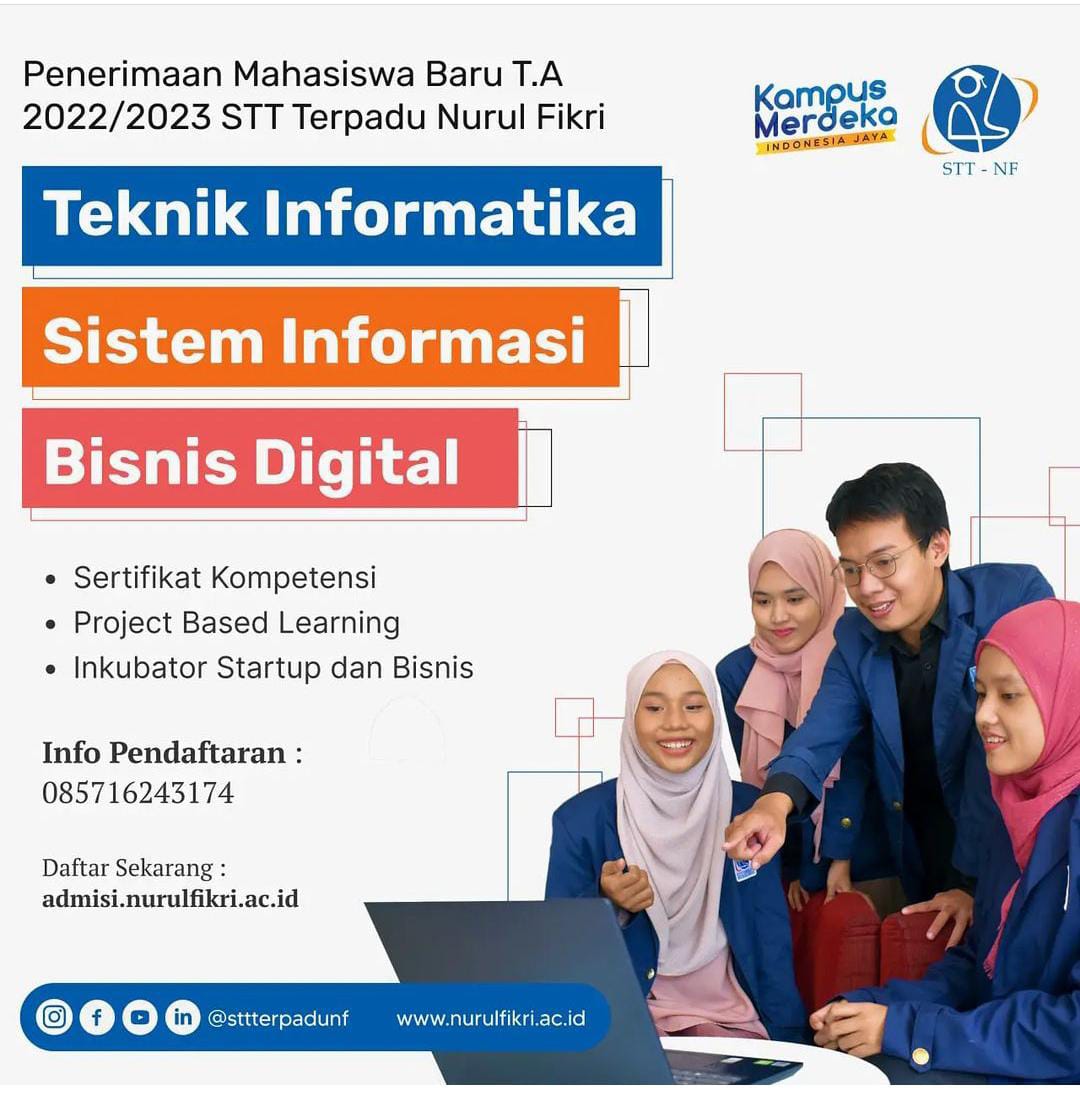 Penerimaan Mahasiswa Baru T.A
2022/2023 STT Terpadu Nurul Fikri
Kampus
Merdeka
INDONESIA JAYA
STT - NF
Teknik Informatika
Sistem Informasi
Bisnis Digital
• Sertifikat Kompetensi
• Project Based Learning
• Inkubator Startup dan Bisnis
Info Pendaftaran :
085716243174
Daftar Sekarang :
admisi.nurulfikri.ac.id
@sttterpadunf www.nurulfikri.ac.id